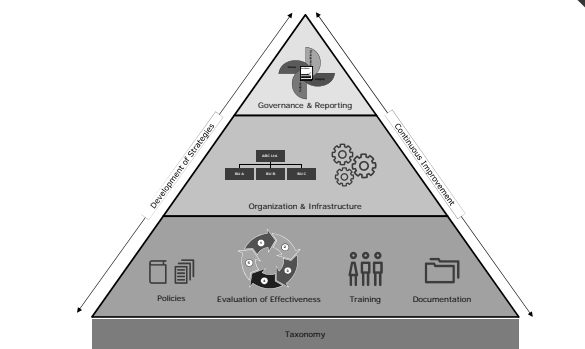 Governance & Reporting
Development of Strategies
Continuous Improvement
ABC Ltd.
BU A
BU B
BU C
Organization & Infrastructure
Policies
Evaluation of Effectiveness
Training
Documentation
Taxonomy